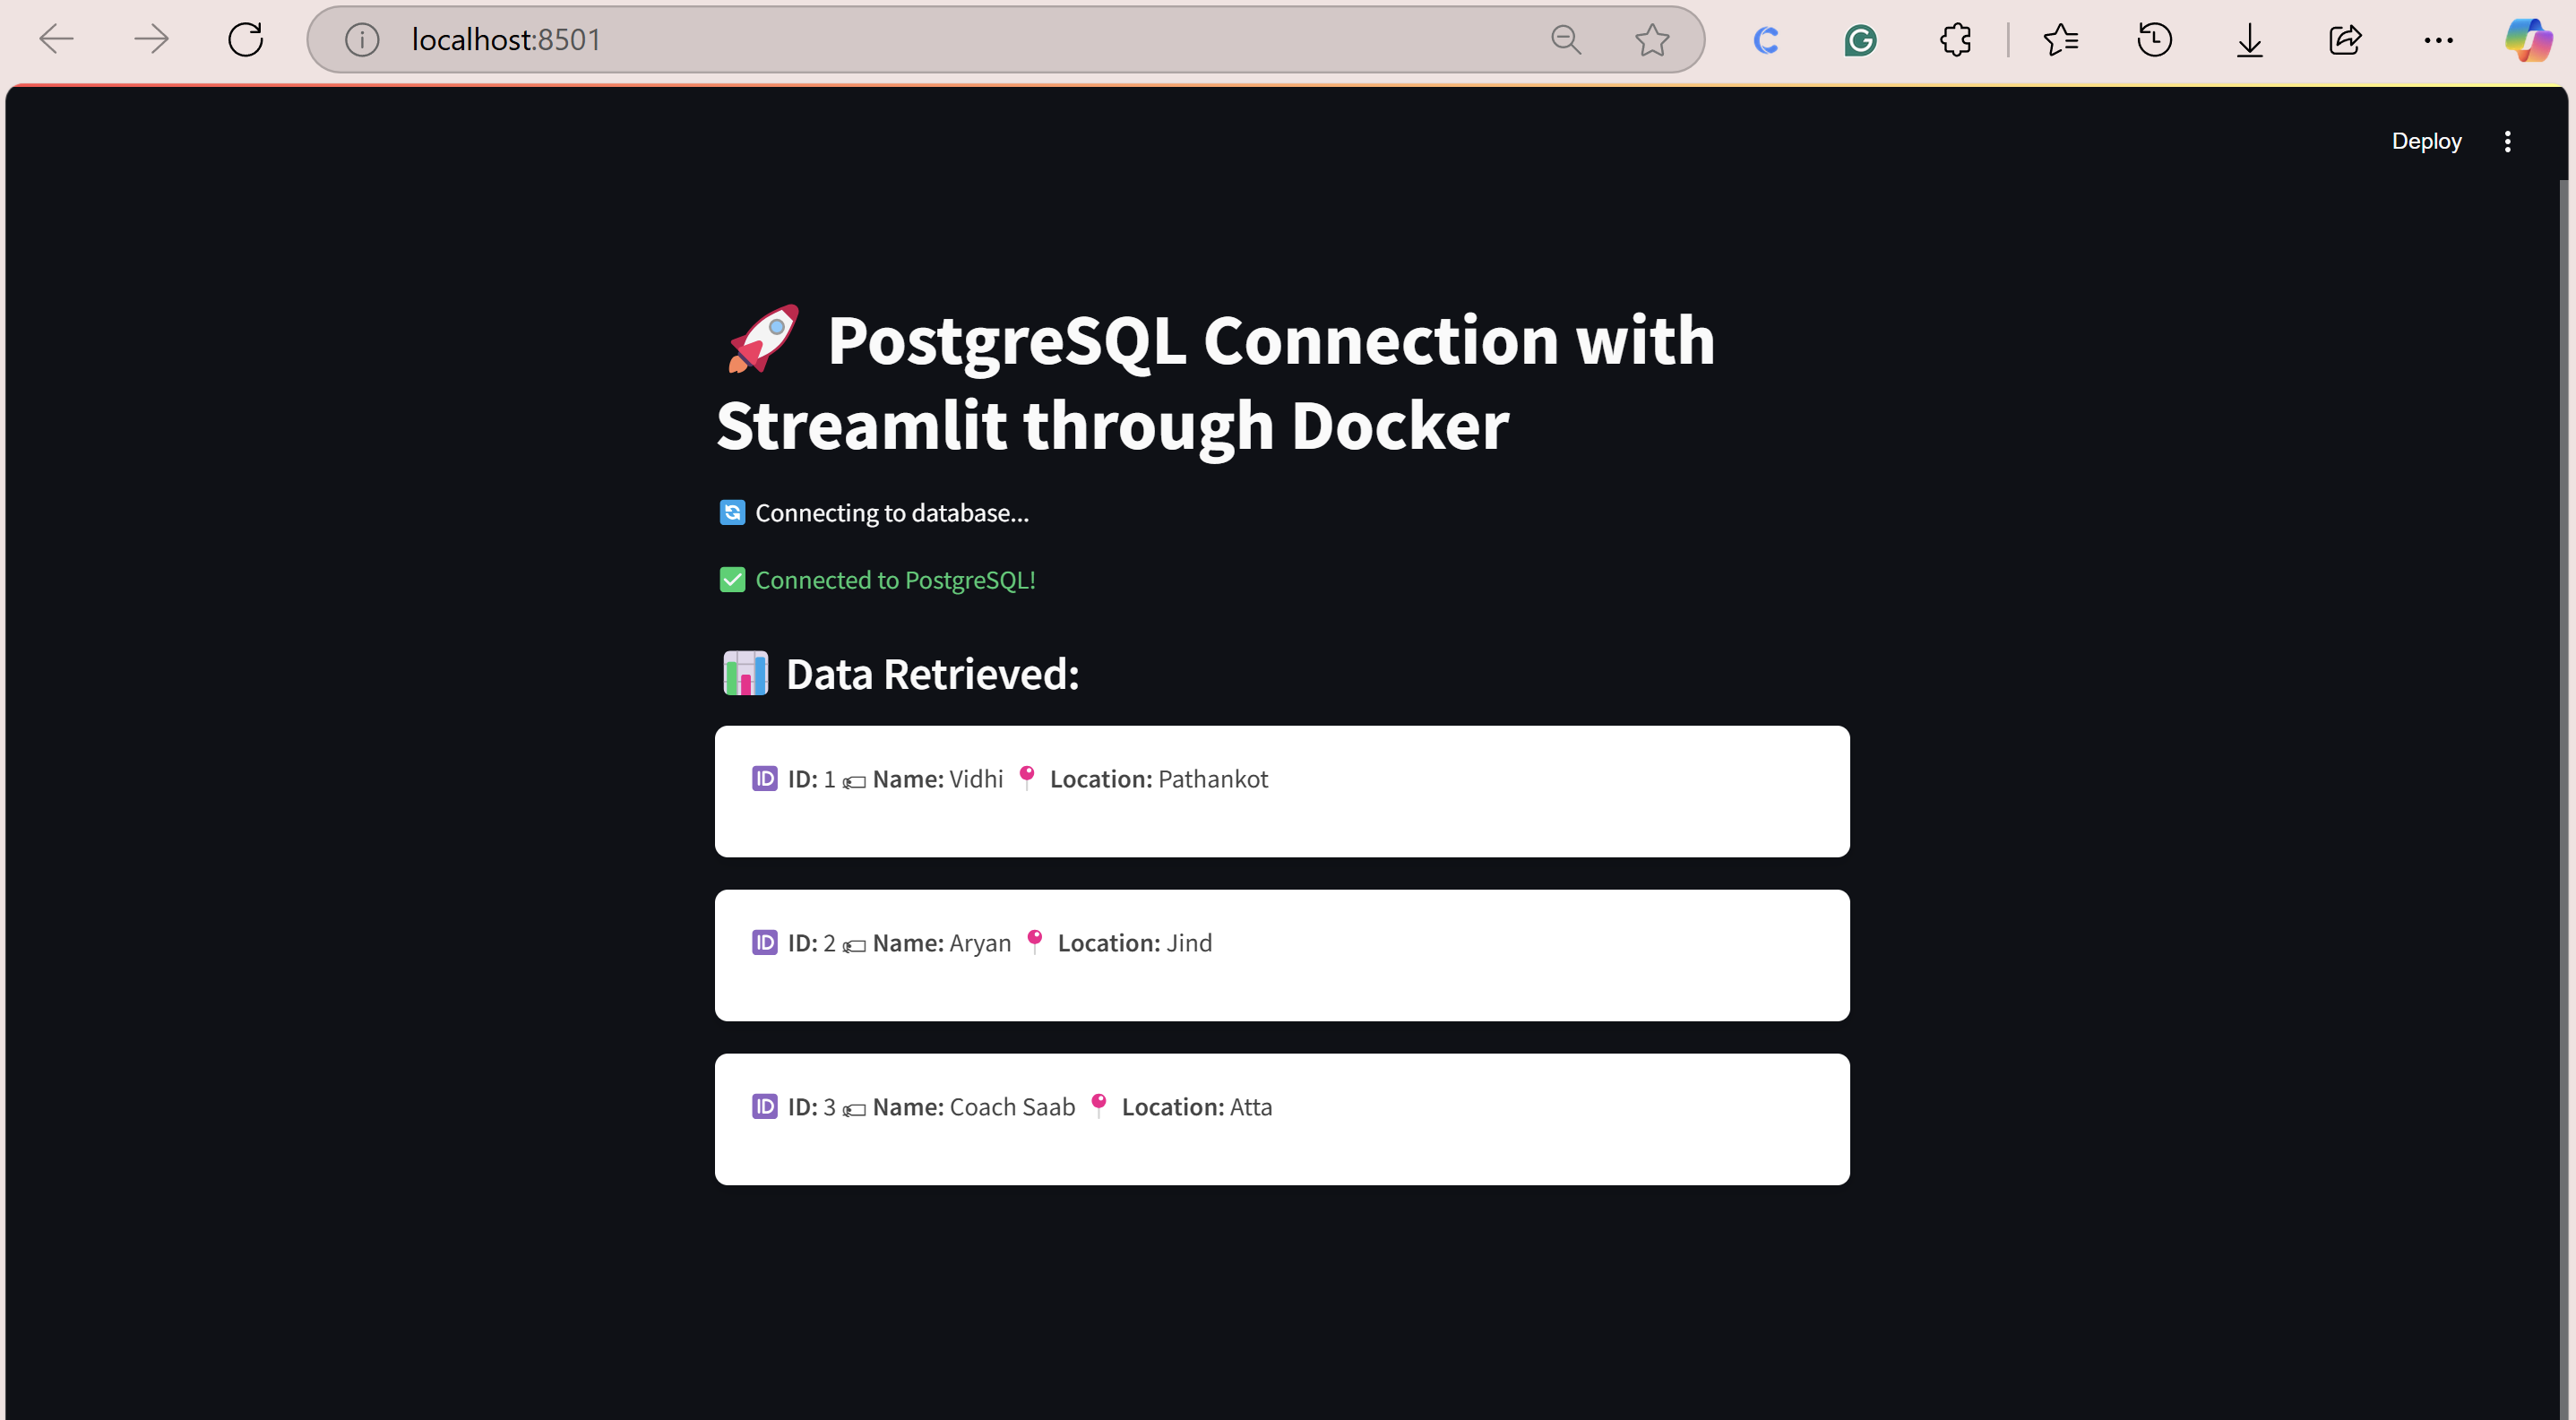 localhost:8501
Deploy
🚀 PostgreSQL Connection with
Streamlit through Docker
🔄 Connecting to database...
✅ Connected to PostgreSQL!
📊 Data Retrieved:
🆔 ID: 1 🏷 Name: Vidhi 📍 Location: Pathankot
🆔 ID: 2 🏷 Name: Aryan 📍 Location: Jind
🆔 ID: 3 🏷 Name: Coach Saab 📍 Location: Atta